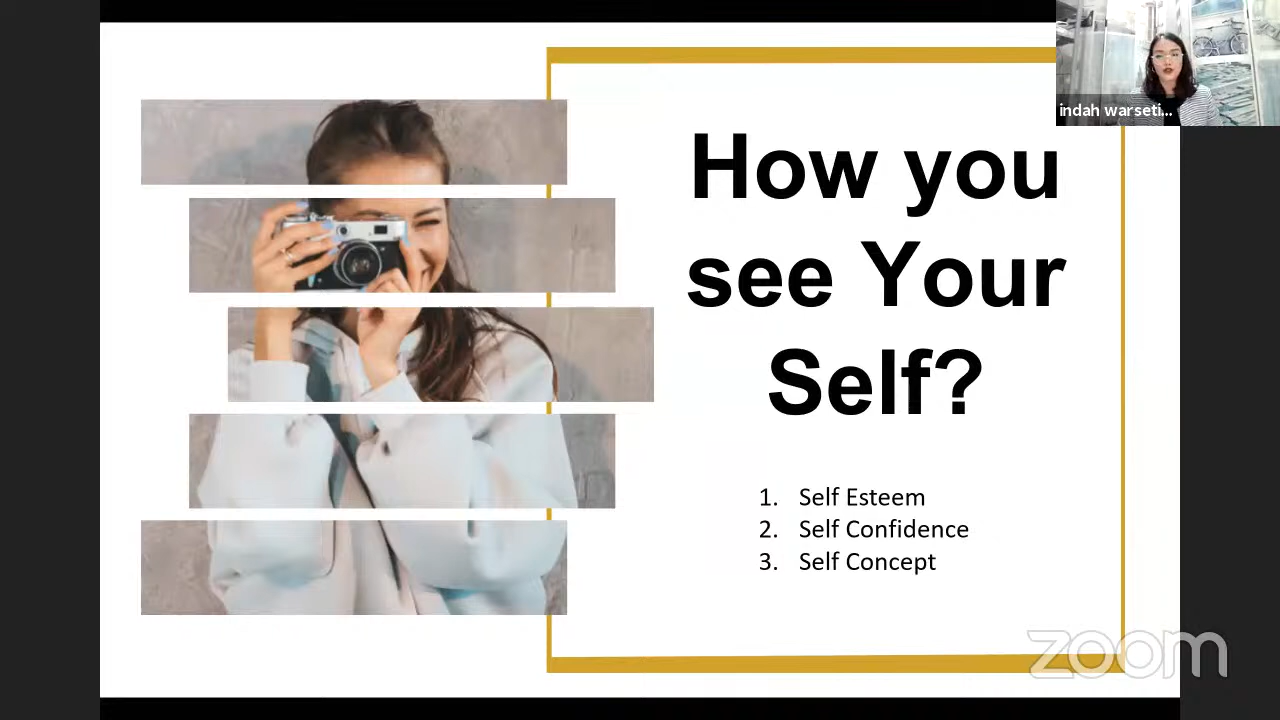 indah warseti...
How you
see Your
Self?
1. Self Esteem
2. Self Confidence
3. Self Concept
zoom